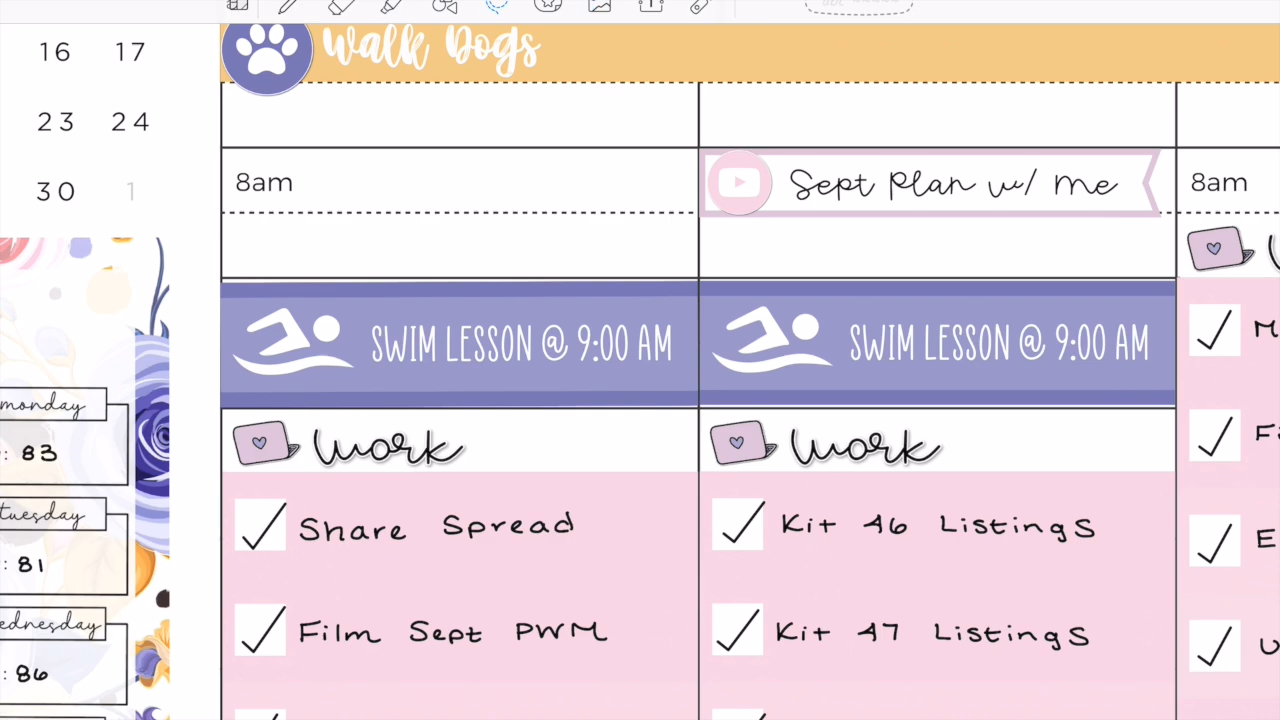 16 17
23 24
30 1
monday
: 83
tuesday
: 81
ednesday
: 86
Walk Dogs
8am
SWIM LESSON @ 9:00 AM
Work
Share Spread
Film Sept PWM
Sept Plan w/ Me
SWIM LESSON @ 9:00 AM
Work
Kit 46 Listings
Kit 47 Listings
8am